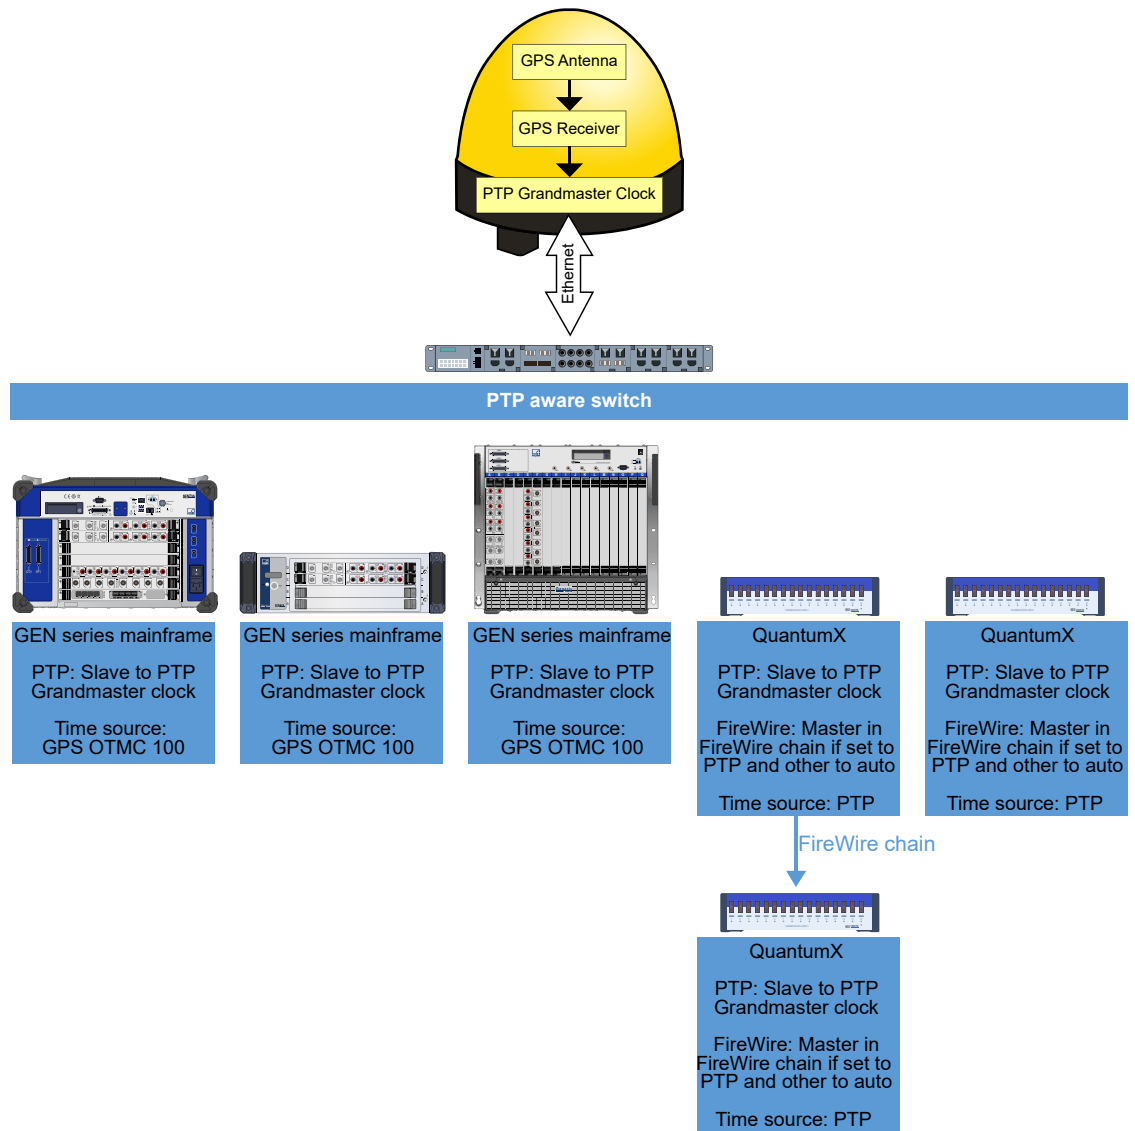 GPS Antenna
GPS Receiver
PTP Grandmaster Clock
Ethernet
PTP aware switch
GEN series mainframe
PTP: Slave to PTP
Grandmaster clock
Time source:
GPS OTMC 100
GEN series mainframe
PTP: Slave to PTP
Grandmaster clock
Time source:
GPS OTMC 100
GEN series mainframe
PTP: Slave to PTP
Grandmaster clock
Time source:
GPS OTMC 100
QuantumX
PTP: Slave to PTP
Grandmaster clock
FireWire: Master in
FireWire chain if set to
PTP and other to auto
Time source: PTP
QuantumX
PTP: Slave to PTP
Grandmaster clock
FireWire: Master in
FireWire chain if set to
PTP and other to auto
Time source: PTP
FireWire chain
QuantumX
PTP: Slave to PTP
Grandmaster clock
FireWire: Master in
FireWire chain if set to
PTP and other to auto
Time source: PTP